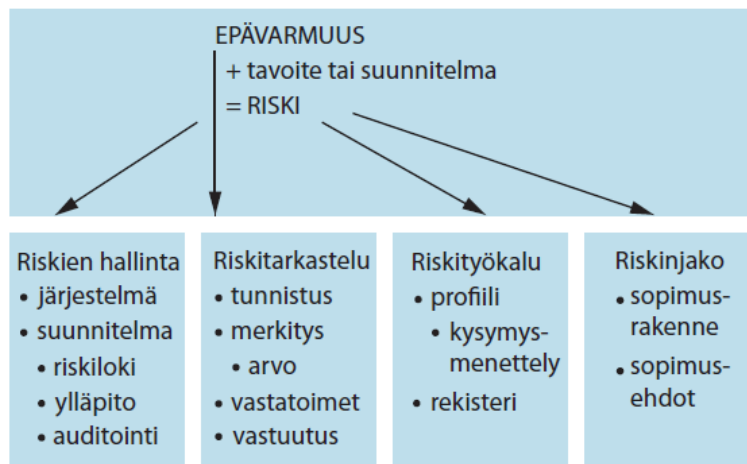 EPÄVARMUUS
+ tavoite tai suunnitelma
= RISKI
Riskien hallinta
• järjestelmä
• suunnitelma
• riskiloki
• ylläpito
• auditointi
Riskitarkastelu
• tunnistus
• merkitys
• arvo
• vastatoimet
• vastuutus
Riskityökalu
• profiili
• kysymys-
menettely
• rekisteri
Riskinjako
• sopimus-
rakenne
• sopimus-
ehdot